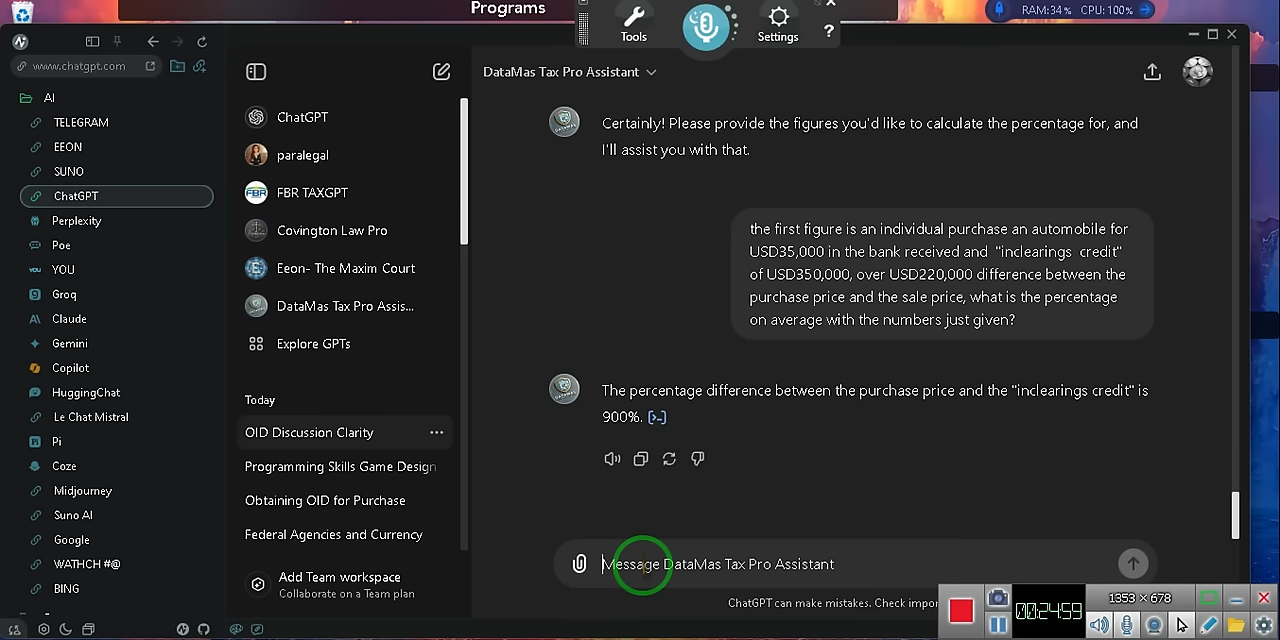 Programs
RAM:34% CPU:100%
Tools
Settings
?
www.chatgpt.com
AI
TELEGRAM
EEON
SUNO
ChatGPT
Perplexity
Poe
YOU
Groq
Claude
Gemini
Copilot
HuggingChat
Le Chat Mistral
Pi
Coze
Midjourney
Suno AI
Google
WATHCH #@
BING
ChatGPT
paralegal
FBR TAXGPT
Covington Law Pro
Eeon- The Maxim Court
DataMas Tax Pro Assis...
Explore GPTs
Today
OID Discussion Clarity
Programming Skills Game Design
Obtaining OID for Purchase
Federal Agencies and Currency
Add Team workspace
Collaborate on a Team plan
DataMas Tax Pro Assistant
Certainly! Please provide the figures you'd like to calculate the percentage for, and
I'll assist you with that.
the first figure is an individual purchase an automobile for
USD35,000 in the bank received and "inclearings credit"
of USD350,000, over USD220,000 difference between the
purchase price and the sale price, what is the percentage
on average with the numbers just given?
The percentage difference between the purchase price and the "inclearings credit" is
900%. [>-]
Message DataMas Tax Pro Assistant
ChatGPT can make mistakes. Check impor
1353 × 678
00:24:59